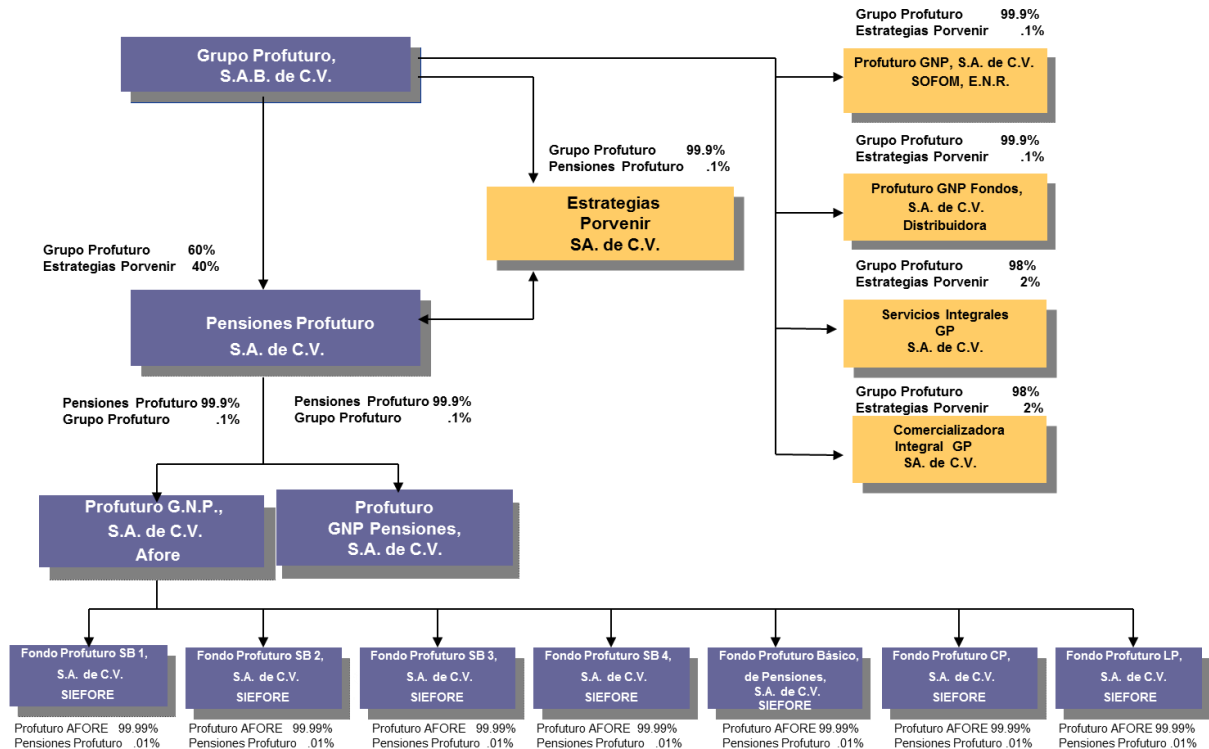 Grupo Profuturo,
S.A.B. de C.V.
Grupo Profuturo 99.9%
Estrategias Porvenir .1%
Profuturo GNP, S.A. de C.V.
SOFOM, E.N.R.
Grupo Profuturo 99.9%
Pensiones Profuturo .1%
Estrategias
Porvenir
SA. de C.V.
Grupo Profuturo 99.9%
Estrategias Porvenir .1%
Profuturo GNP Fondos,
S.A. de C.V.
Distribuidora
Grupo Profuturo 60%
Estrategias Porvenir 40%
Pensiones Profuturo
S.A. de C.V.
Grupo Profuturo 98%
Estrategias Porvenir 2%
Servicios Integrales
GP
S.A. de C.V.
Grupo Profuturo 98%
Estrategias Porvenir 2%
Comercializadora
Integral GP
SA. de C.V.
Pensiones Profuturo 99.9%
Grupo Profuturo .1%
Pensiones Profuturo 99.9%
Grupo Profuturo .1%
Profuturo G.N.P.,
S.A. de C.V.
Afore
Profuturo
GNP Pensiones,
S.A. de C.V.
Fondo Profuturo SB 1,
S.A. de C.V.
SIEFORE
Profuturo AFORE 99.99%
Pensiones Profuturo .01%
Fondo Profuturo SB 2,
S.A. de C.V.
SIEFORE
Profuturo AFORE 99.99%
Pensiones Profuturo .01%
Fondo Profuturo SB 3,
S.A. de C.V.
SIEFORE
Profuturo AFORE 99.99%
Pensiones Profuturo .01%
Fondo Profuturo SB 4,
S.A. de C.V.
SIEFORE
Profuturo AFORE 99.99%
Pensiones Profuturo .01%
Fondo Profuturo Básico,
de Pensiones,
S.A. de C.V.
SIEFORE
Profuturo AFORE 99.99%
Pensiones Profuturo .01%
Fondo Profuturo CP,
S.A. de C.V.
SIEFORE
Profuturo AFORE 99.99%
Pensiones Profuturo .01%
Fondo Profuturo LP,
S.A. de C.V.
SIEFORE
Profuturo AFORE 99.99%
Pensiones Profuturo .01%